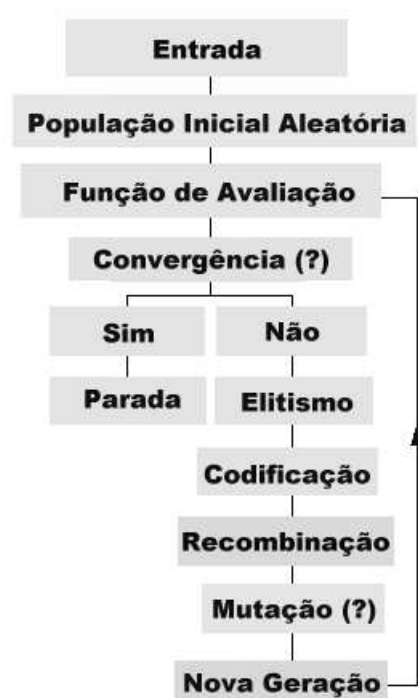 Entrada
População Inicial Aleatória
Função de Avaliação
Convergência (?)
Sim
Não
Parada
Elitismo
Codificação
Recombinação
Mutação (?)
Nova Geração